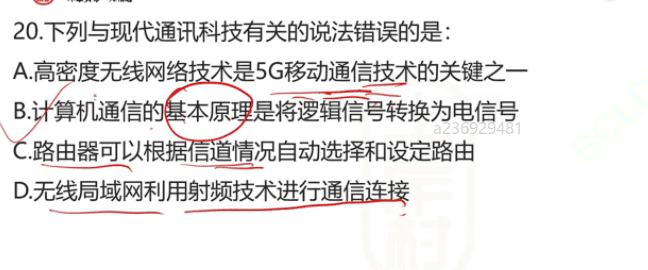 20.下列与现代通讯科技有关的说法错误的是：
A.高密度无线网络技术是5G移动通信技术的关键之一
B.计算机通信的基本原理是将逻辑信号转换为电信号
a236929481
C.路由器可以根据信道情况自动选择和设定路由
D.无线局域网利用射频技术进行通信连接